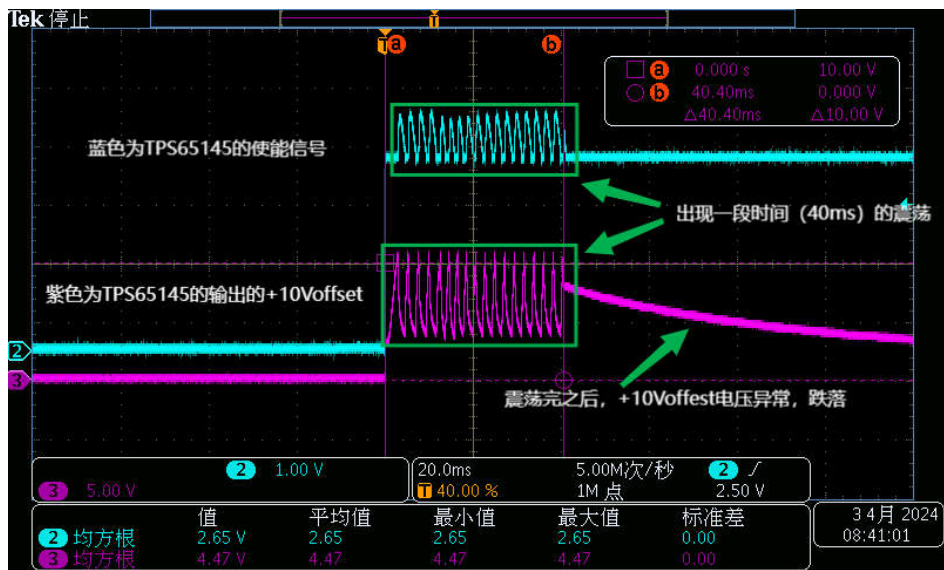 Tek 停止
T
T a b
a 0.000 s 10.00 V
b 40.40ms 0.000 V
△40.40ms △10.00 V
蓝色为TPS65145的使能信号
出现一段时间（40ms）的震荡
紫色为TPS65145的输出的+10Voffset
2
3
震荡完之后，+10Voffest电压异常，跌落
2 1.00 V
3 5.00 V
20.0ms 5.00M次/秒 2 /
T 40.00 % 1M 点 2.50 V
值 平均值 最小值 最大值 标准差
2 均方根 2.65 V 2.65 2.65 2.65 0.00
3 均方根 4.47 V 4.47 4.47 4.47 0.00
3 4月 2024
08:41:01